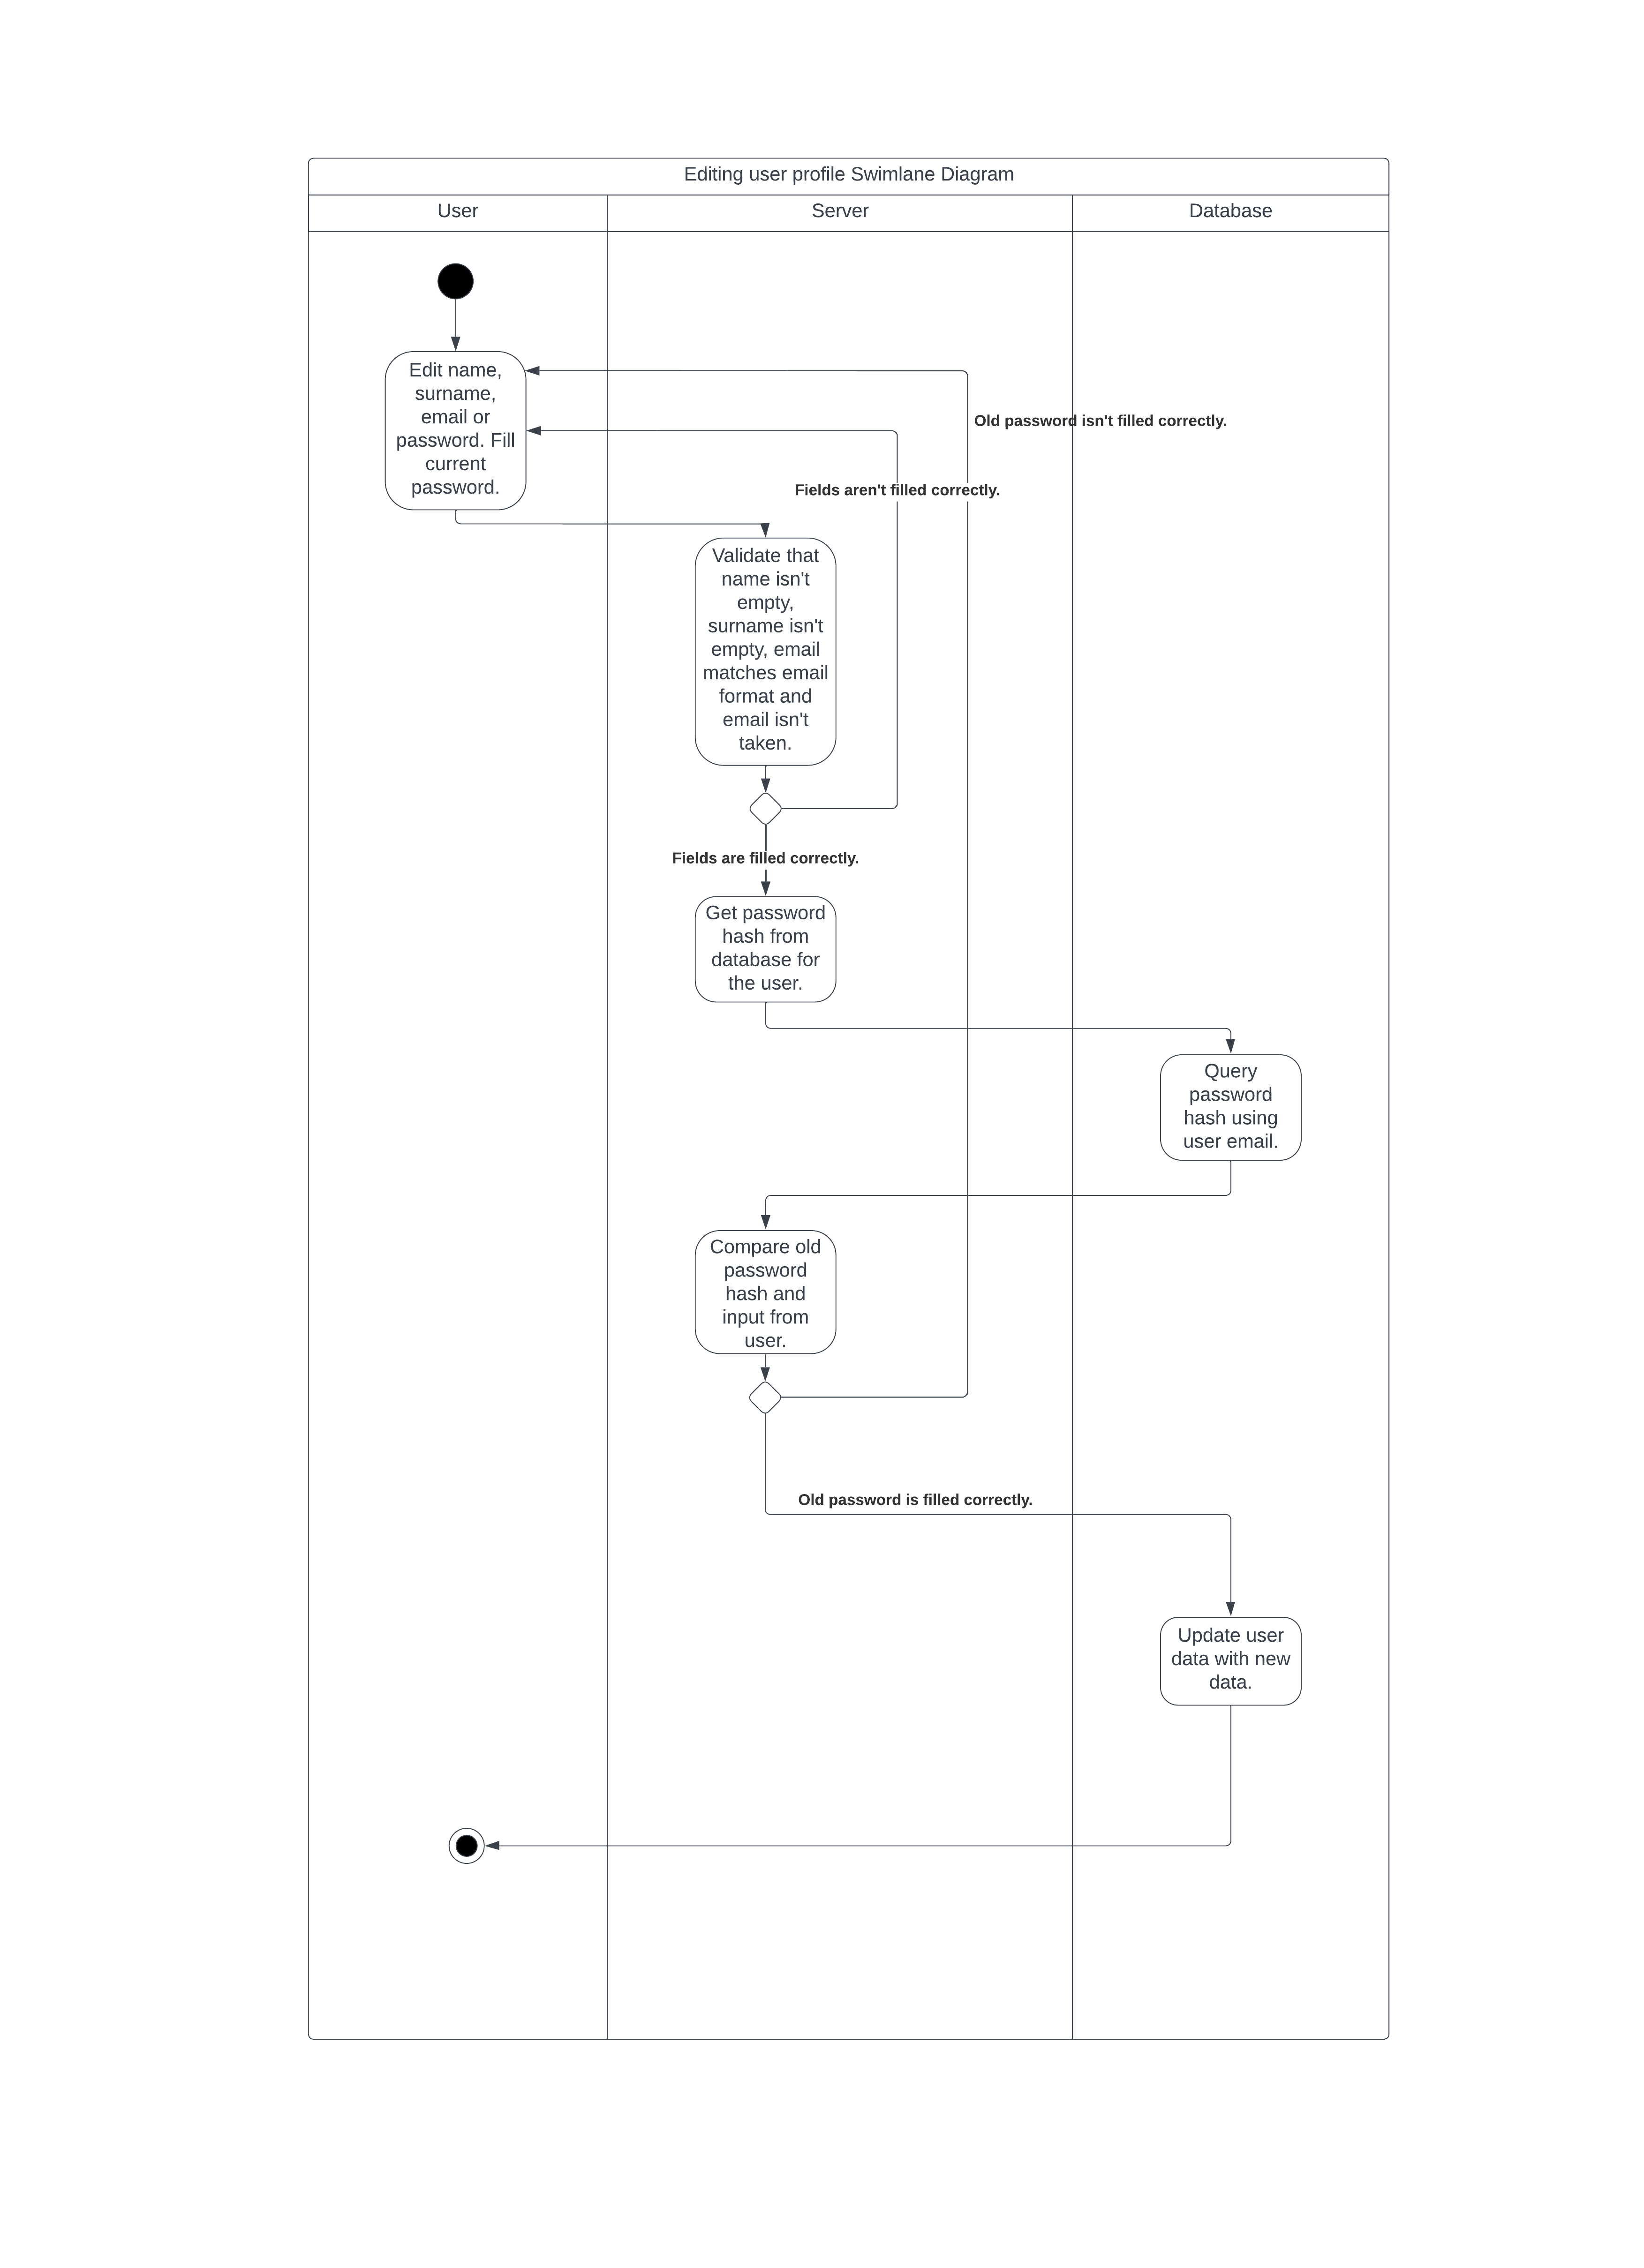 Editing user profile Swimlane Diagram
User
Server
Database
Edit name,
surname,
email or
password. Fill
current
password.
Old password isn't filled correctly.
Fields aren't filled correctly.
Validate that
name isn't
empty,
surname isn't
empty, email
matches email
format and
email isn't
taken.
Fields are filled correctly.
Get password
hash from
database for
the user.
Query
password
hash using
user email.
Compare old
password
hash and
input from
user.
Old password is filled correctly.
Update user
data with new
data.